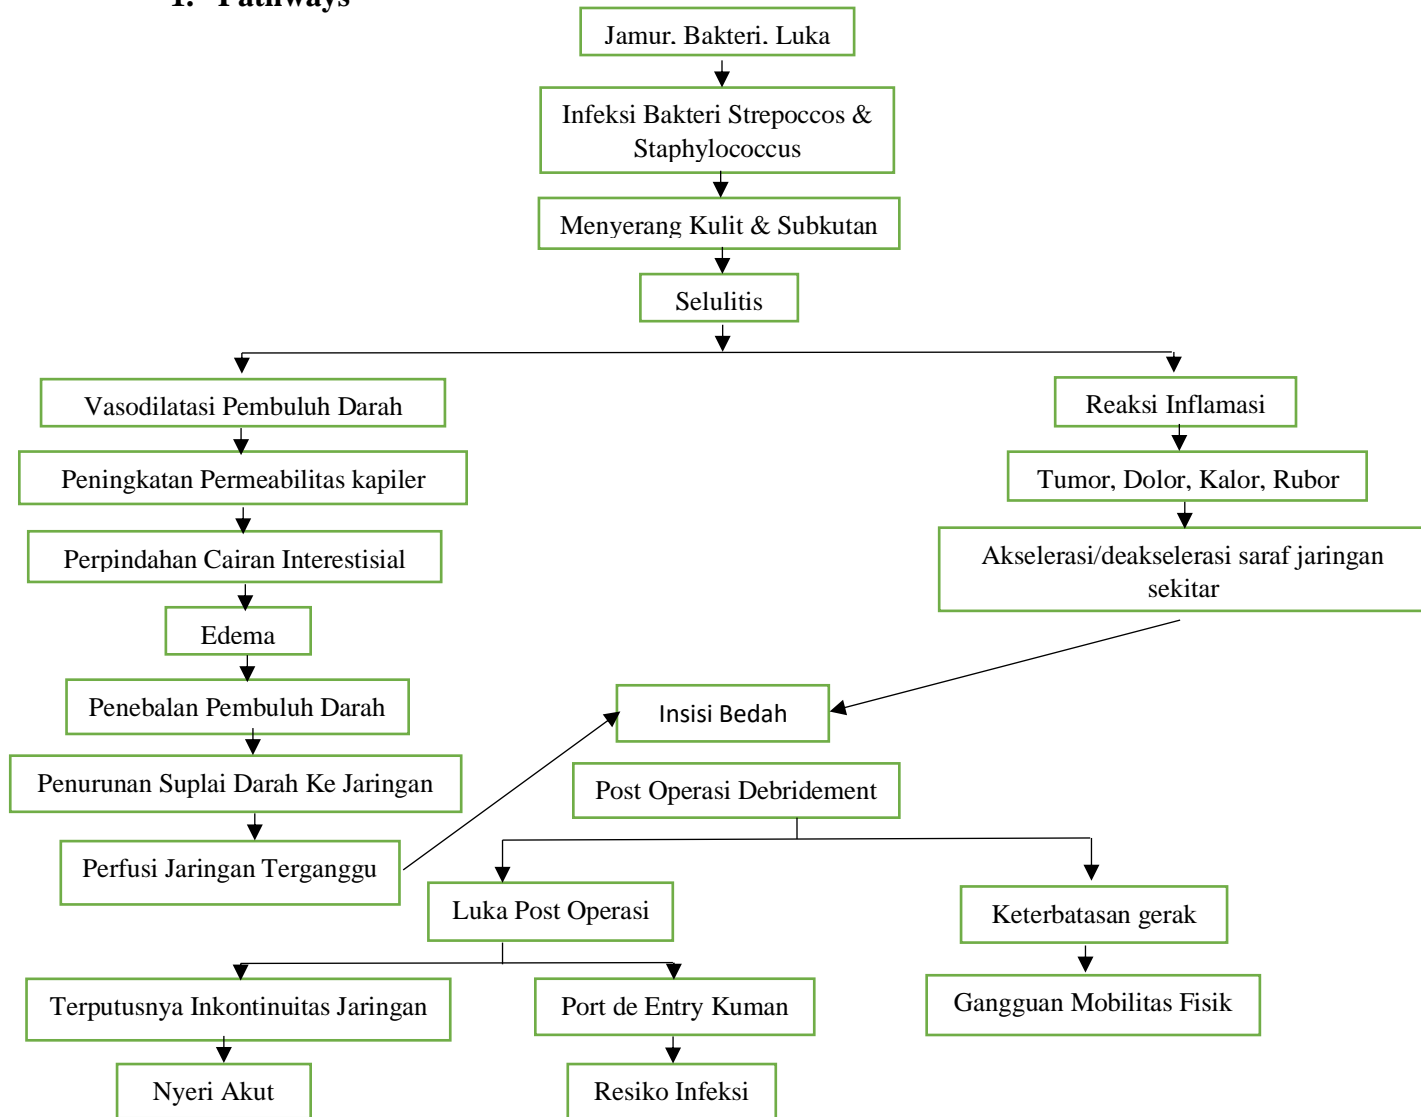 1. Pathways
Jamur, Bakteri, Luka
Infeksi Bakteri Strepoccos &
Staphylococcus
Menyerang Kulit & Subkutan
Selulitis
Vasodilatasi Pembuluh Darah
Reaksi Inflamasi
Peningkatan Permeabilitas kapiler
Tumor, Dolor, Kalor, Rubor
Perpindahan Cairan Interestisial
Akselerasi/deakselerasi saraf jaringan
sekitar
Edema
Penebalan Pembuluh Darah
Insisi Bedah
Penurunan Suplai Darah Ke Jaringan
Post Operasi Debridement
Perfusi Jaringan Terganggu
Luka Post Operasi
Keterbatasan gerak
Terputusnya Inkontinuitas Jaringan
Port de Entry Kuman
Gangguan Mobilitas Fisik
Nyeri Akut
Resiko Infeksi